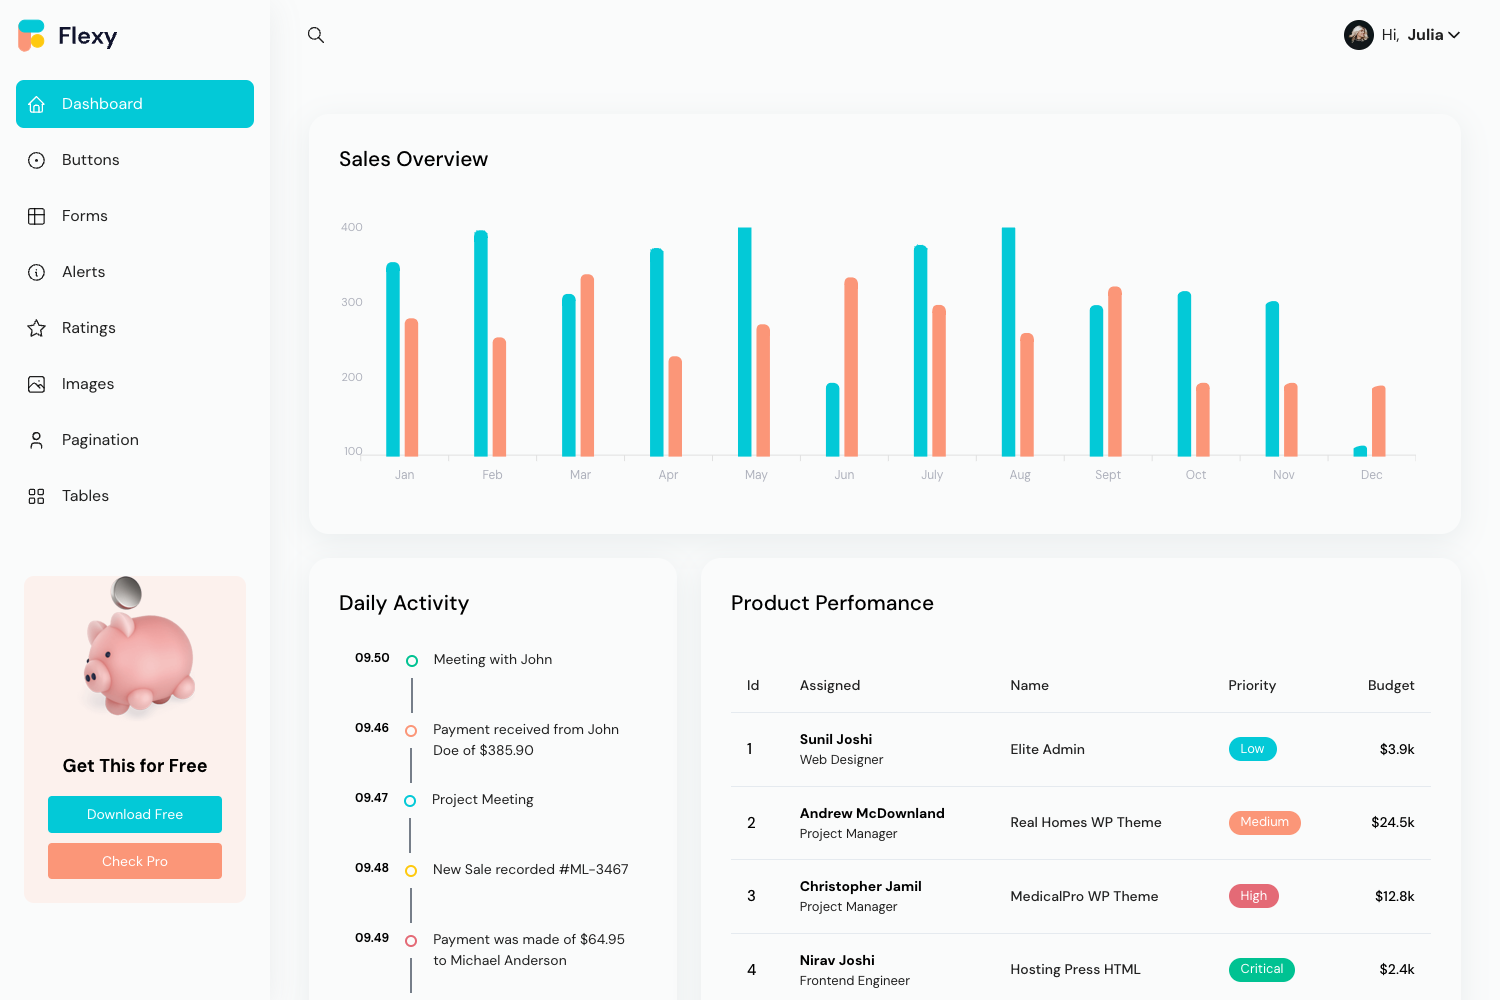 Flexy
Hi, Julia
Dashboard
Buttons
Forms
Alerts
Ratings
Images
Pagination
Tables
Get This for Free
Download Free
Check Pro
Sales Overview
400
300
200
100
Jan Feb Mar Apr May Jun July Aug Sept Oct Nov Dec
Daily Activity
09.50 Meeting with John
09.46 Payment received from John
Doe of $385.90
09.47 Project Meeting
09.48 New Sale recorded #ML-3467
09.49 Payment was made of $64.95
to Michael Anderson
Product Perfomance
Id Assigned Name Priority Budget
1 Sunil Joshi Elite Admin Low $3.9k
Web Designer
2 Andrew McDownland Real Homes WP Theme Medium $24.5k
Project Manager
3 Christopher Jamil MedicalPro WP Theme High $12.8k
Project Manager
4 Nirav Joshi Hosting Press HTML Critical $2.4k
Frontend Engineer